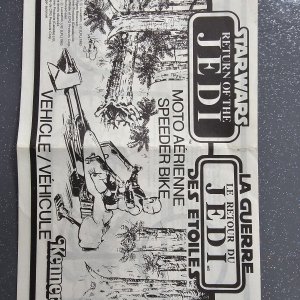 STAR WARS
RETURN OF THE
JEDI
LA GUERRE
DES ETOILES
LE RETOUR DU
JEDI
MOTO AÉRIENNE
SPEEDER BIKE
VEHICLE/VÉHICULE
Kenner